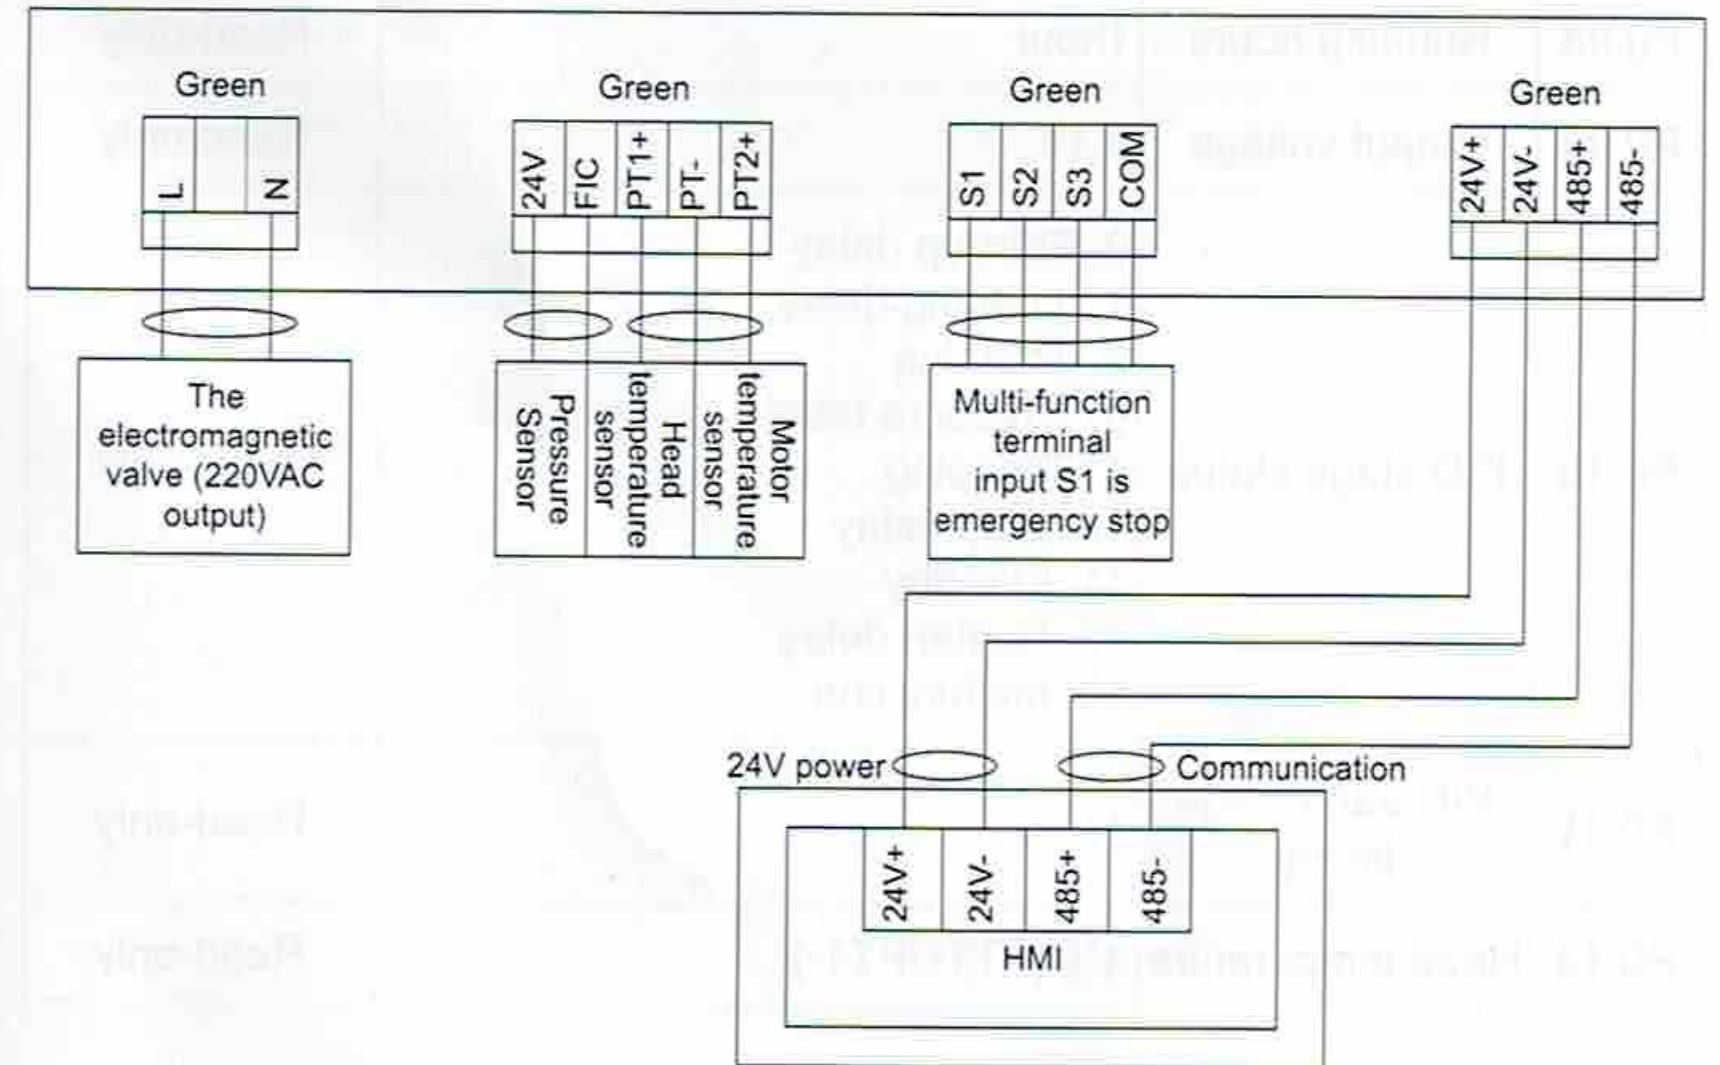 Green
Green
Green
Green
L
N
24V
FIC
PT1+
PT-
PT2+
S1
S2
S3
COM
24V+
24V-
485+
485-
The
electromagnetic
valve (220VAC
output)
Pressure
Sensor
Head
temperature
sensor
Motor
temperature
sensor
Multi-function
terminal
input S1 is
emergency stop
24V power
Communication
24V+
24V-
485+
485-
HMI